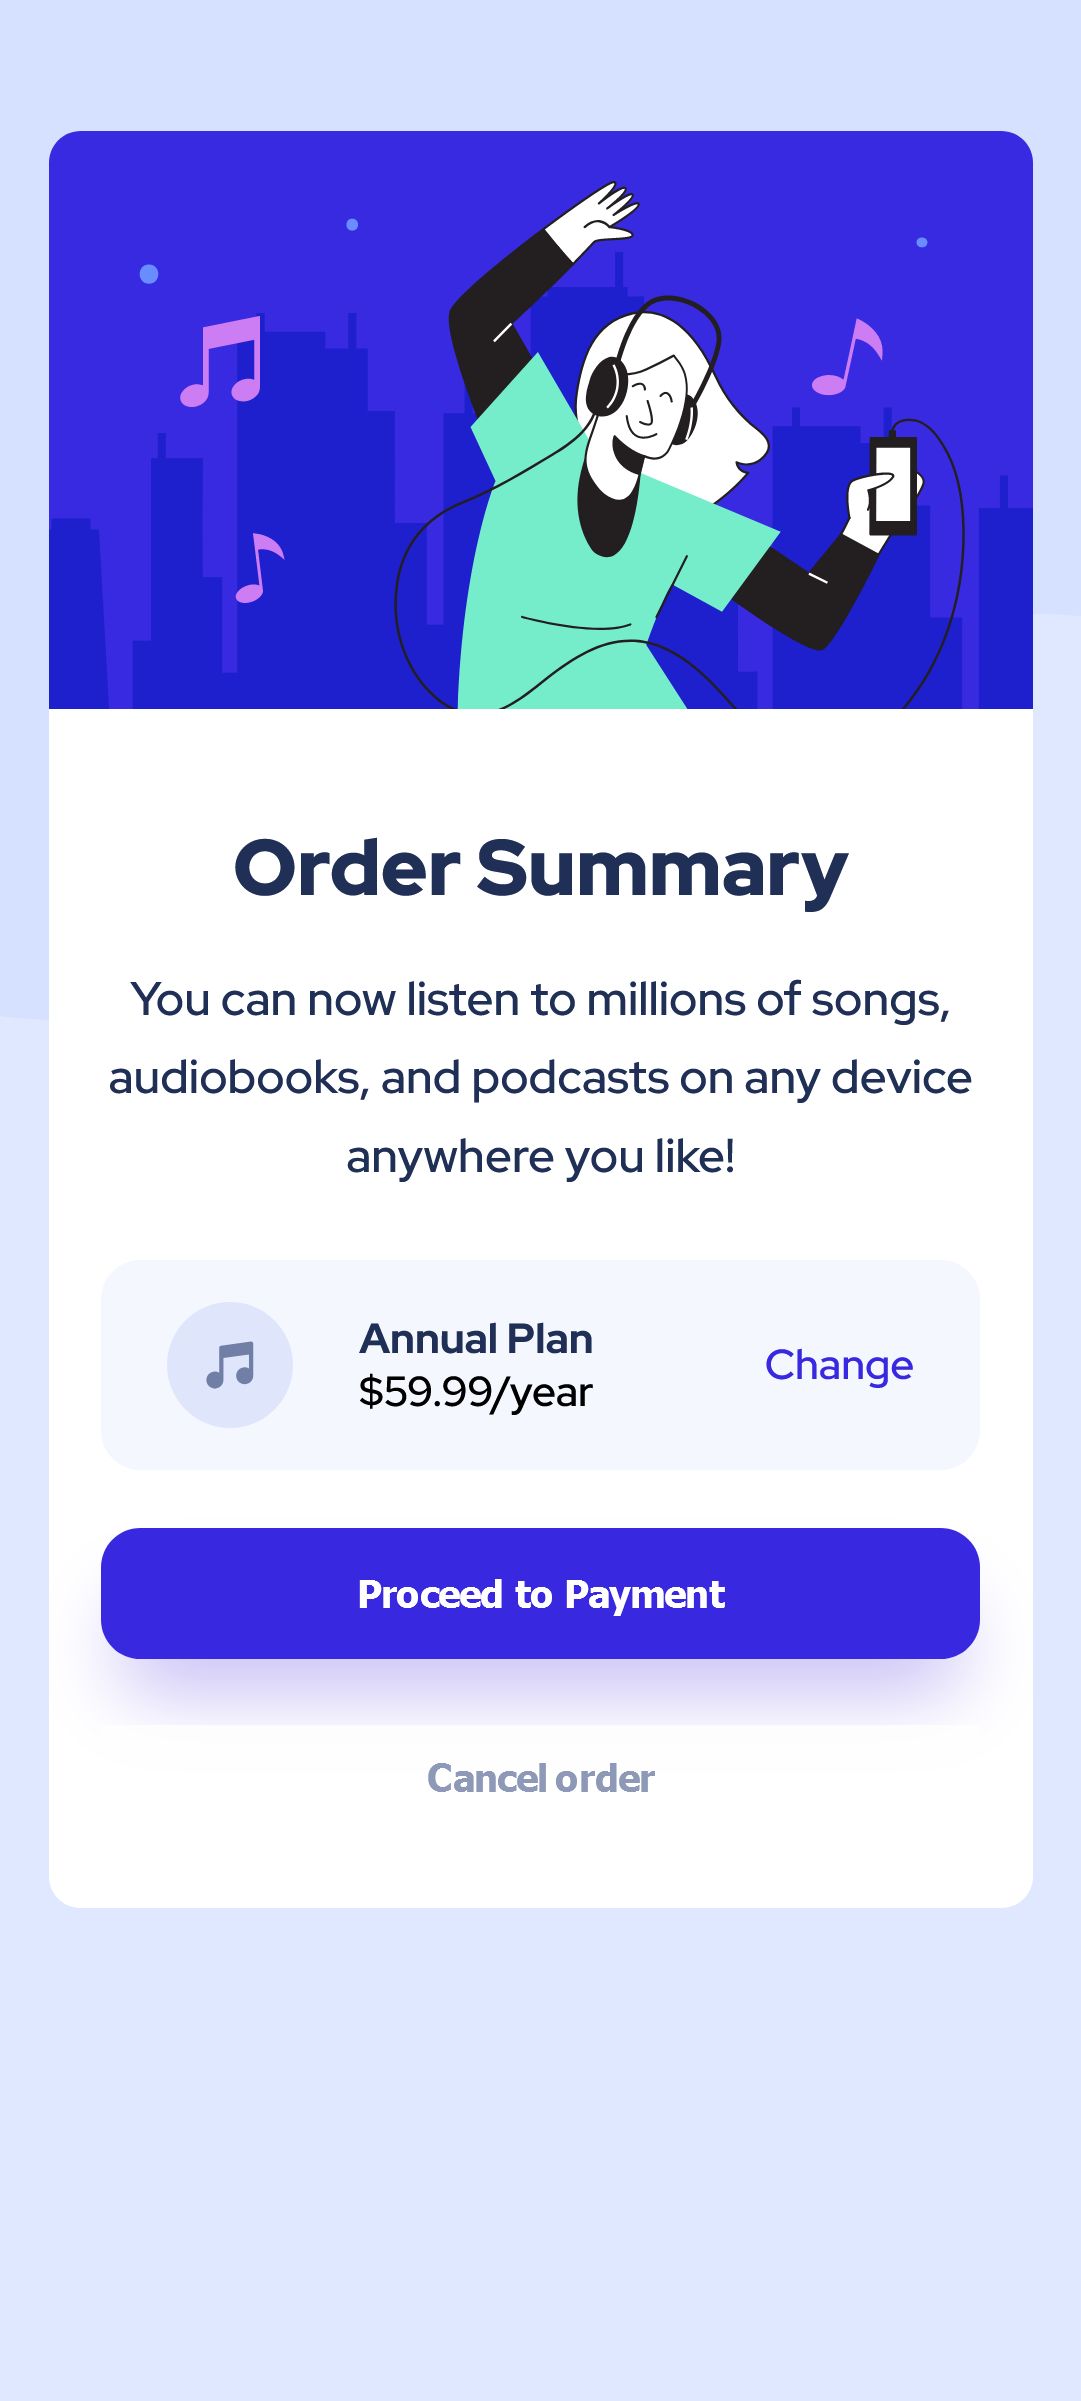 Order Summary
You can now listen to millions of songs,
audiobooks, and podcasts on any device
anywhere you like!
Annual Plan
$59.99/year
Change
Proceed to Payment
Cancel order